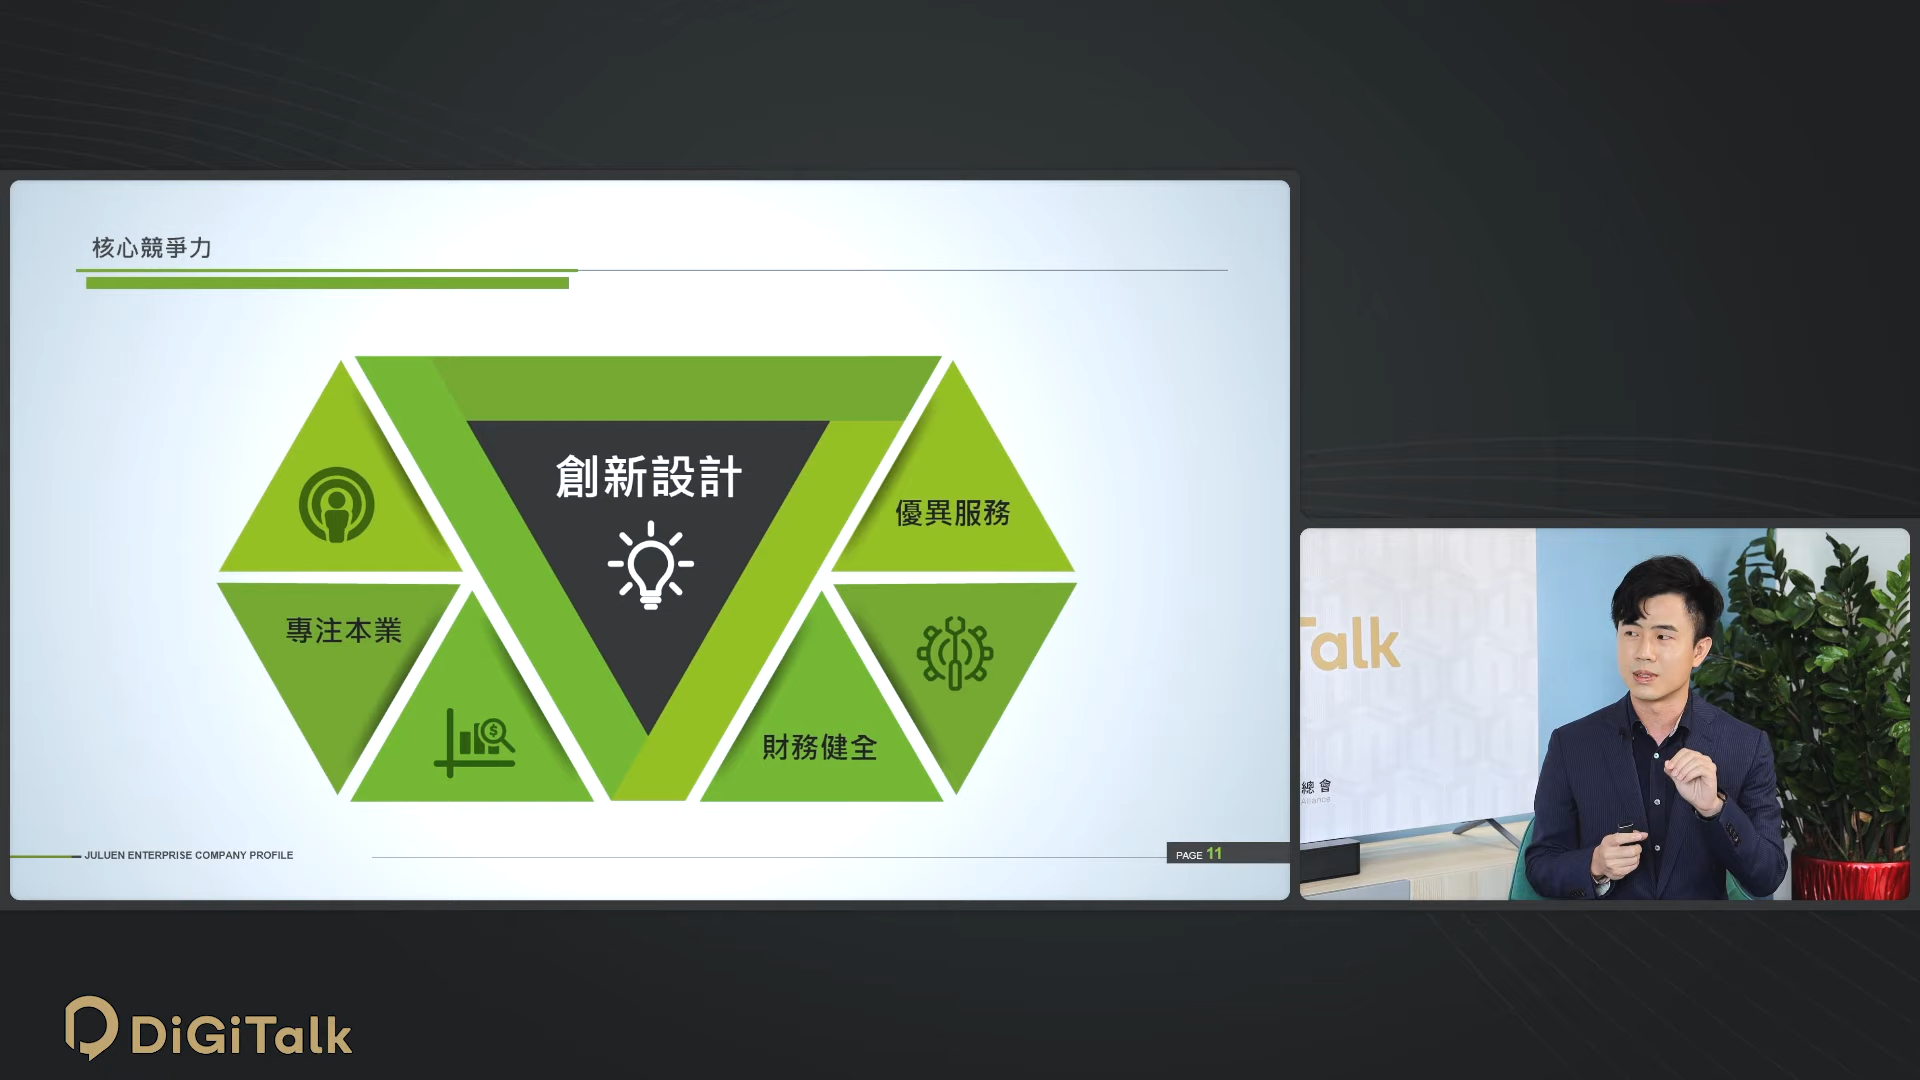 核心競爭力
創新設計
優異服務
專注本業
財務健全
JULUEN ENTERPRISE COMPANY PROFILE
PAGE 11
Talk
總會
Alliance
DiGiTalk